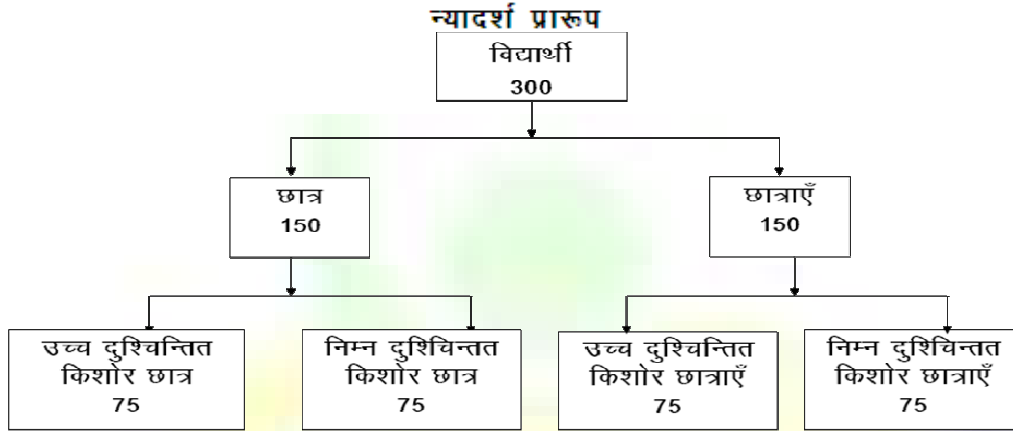 न्यादर्श प्रारूप
विद्यार्थी
300
छात्र
150
छात्राएँ
150
उच्च दुश्चिन्तित
किशोर छात्र
75
निम्न दुश्चिन्तित
किशोर छात्र
75
उच्च दुश्चिन्तित
किशोर छात्राएँ
75
निम्न दुश्चिन्तित
किशोर छात्राएँ
75